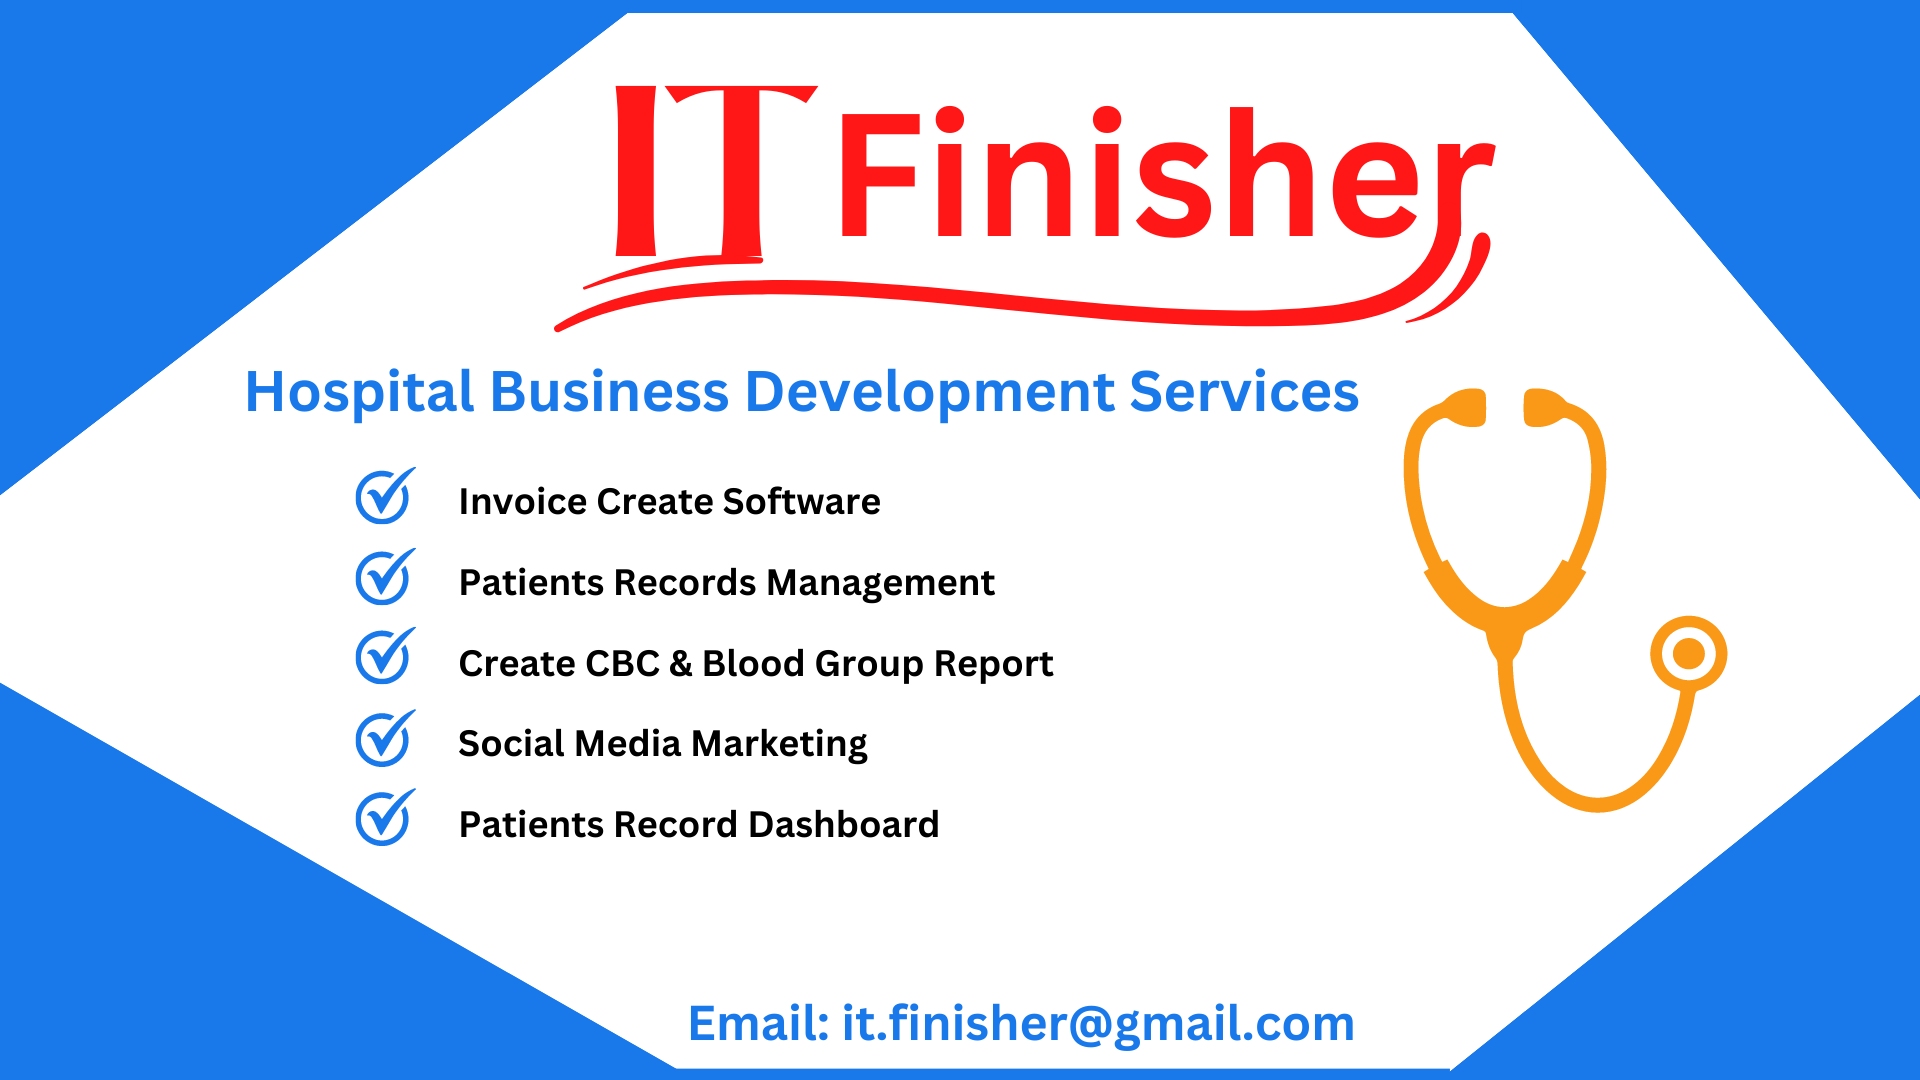 IT Finisher
Hospital Business Development Services
Invoice Create Software
Patients Records Management
Create CBC & Blood Group Report
Social Media Marketing
Patients Record Dashboard
Email: it.finisher@gmail.com